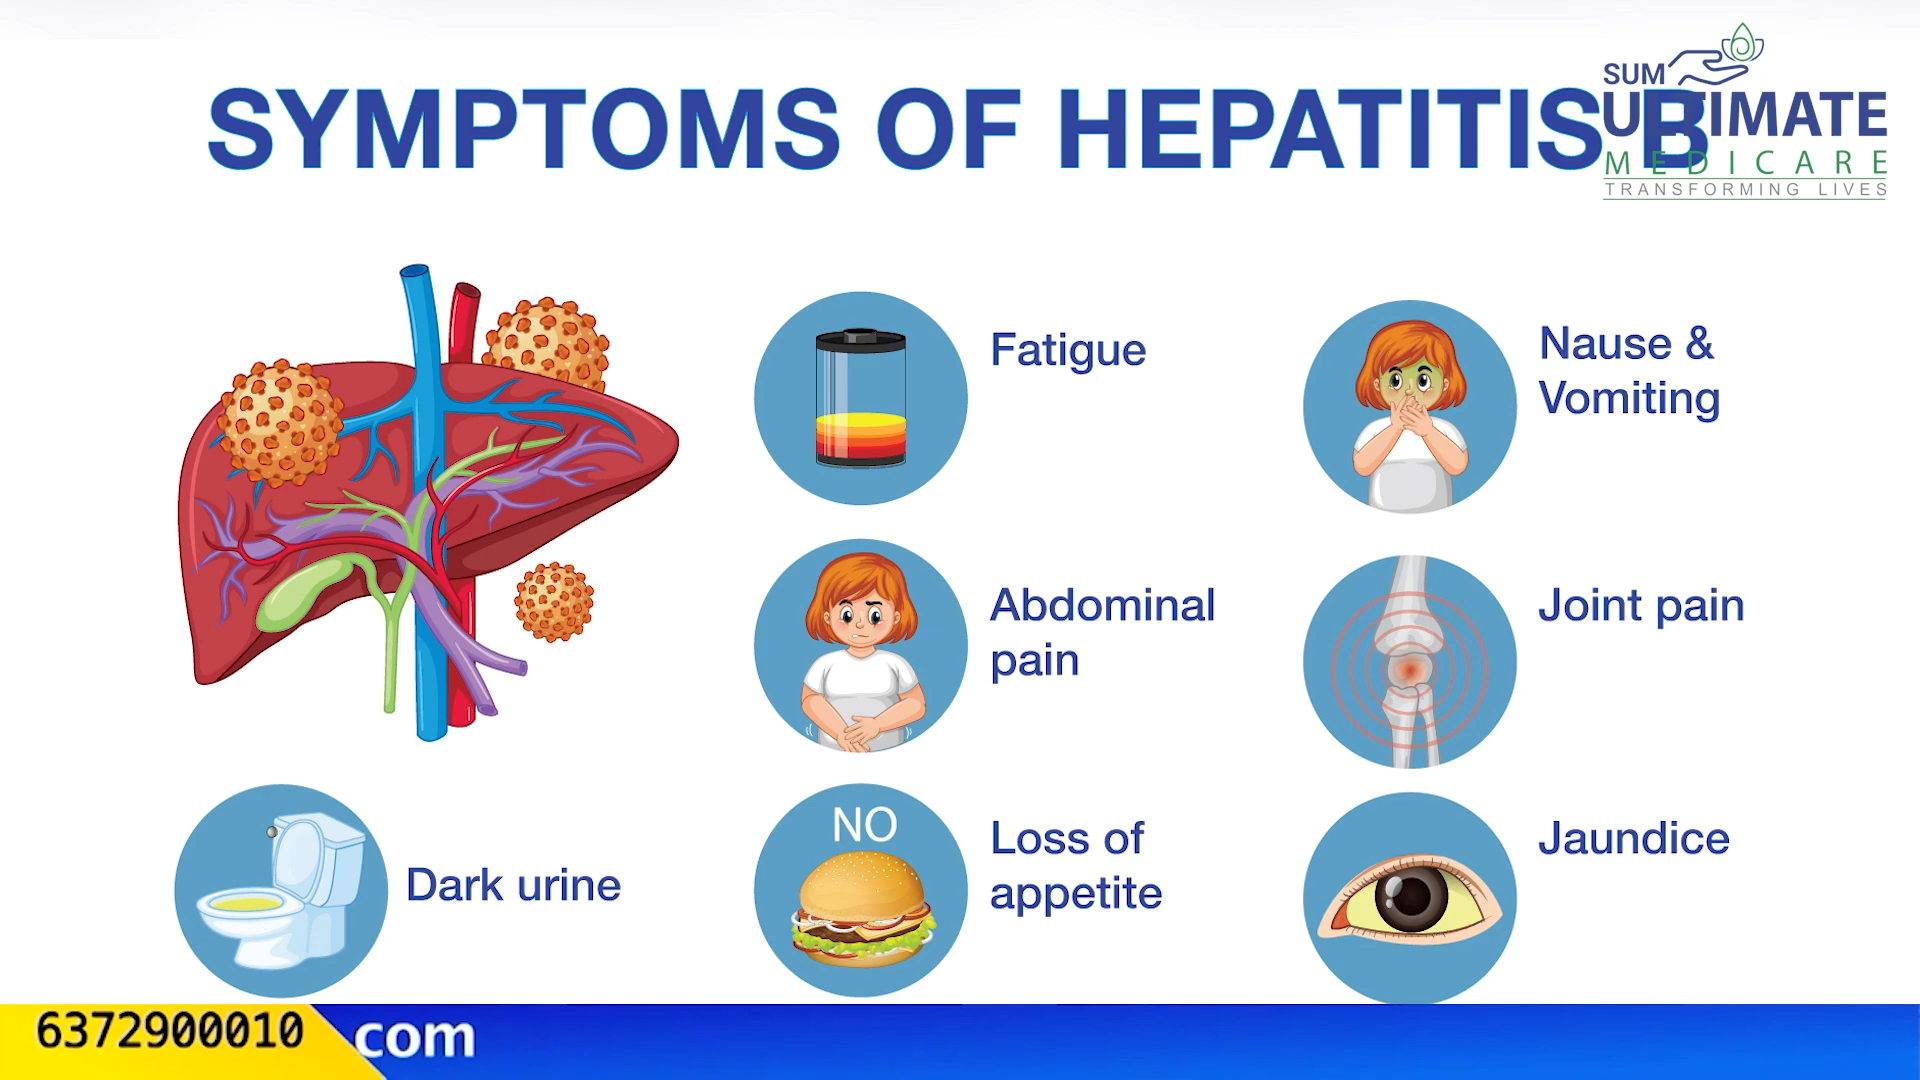 SYMPTOMS OF HEPATITIS B
SUM
ULTIMATE
MEDICARE
TRANSFORMING LIVES
Fatigue
Nause &
Vomiting
Abdominal
pain
Joint pain
Dark urine
NO
Loss of
appetite
Jaundice
6372900010
.com